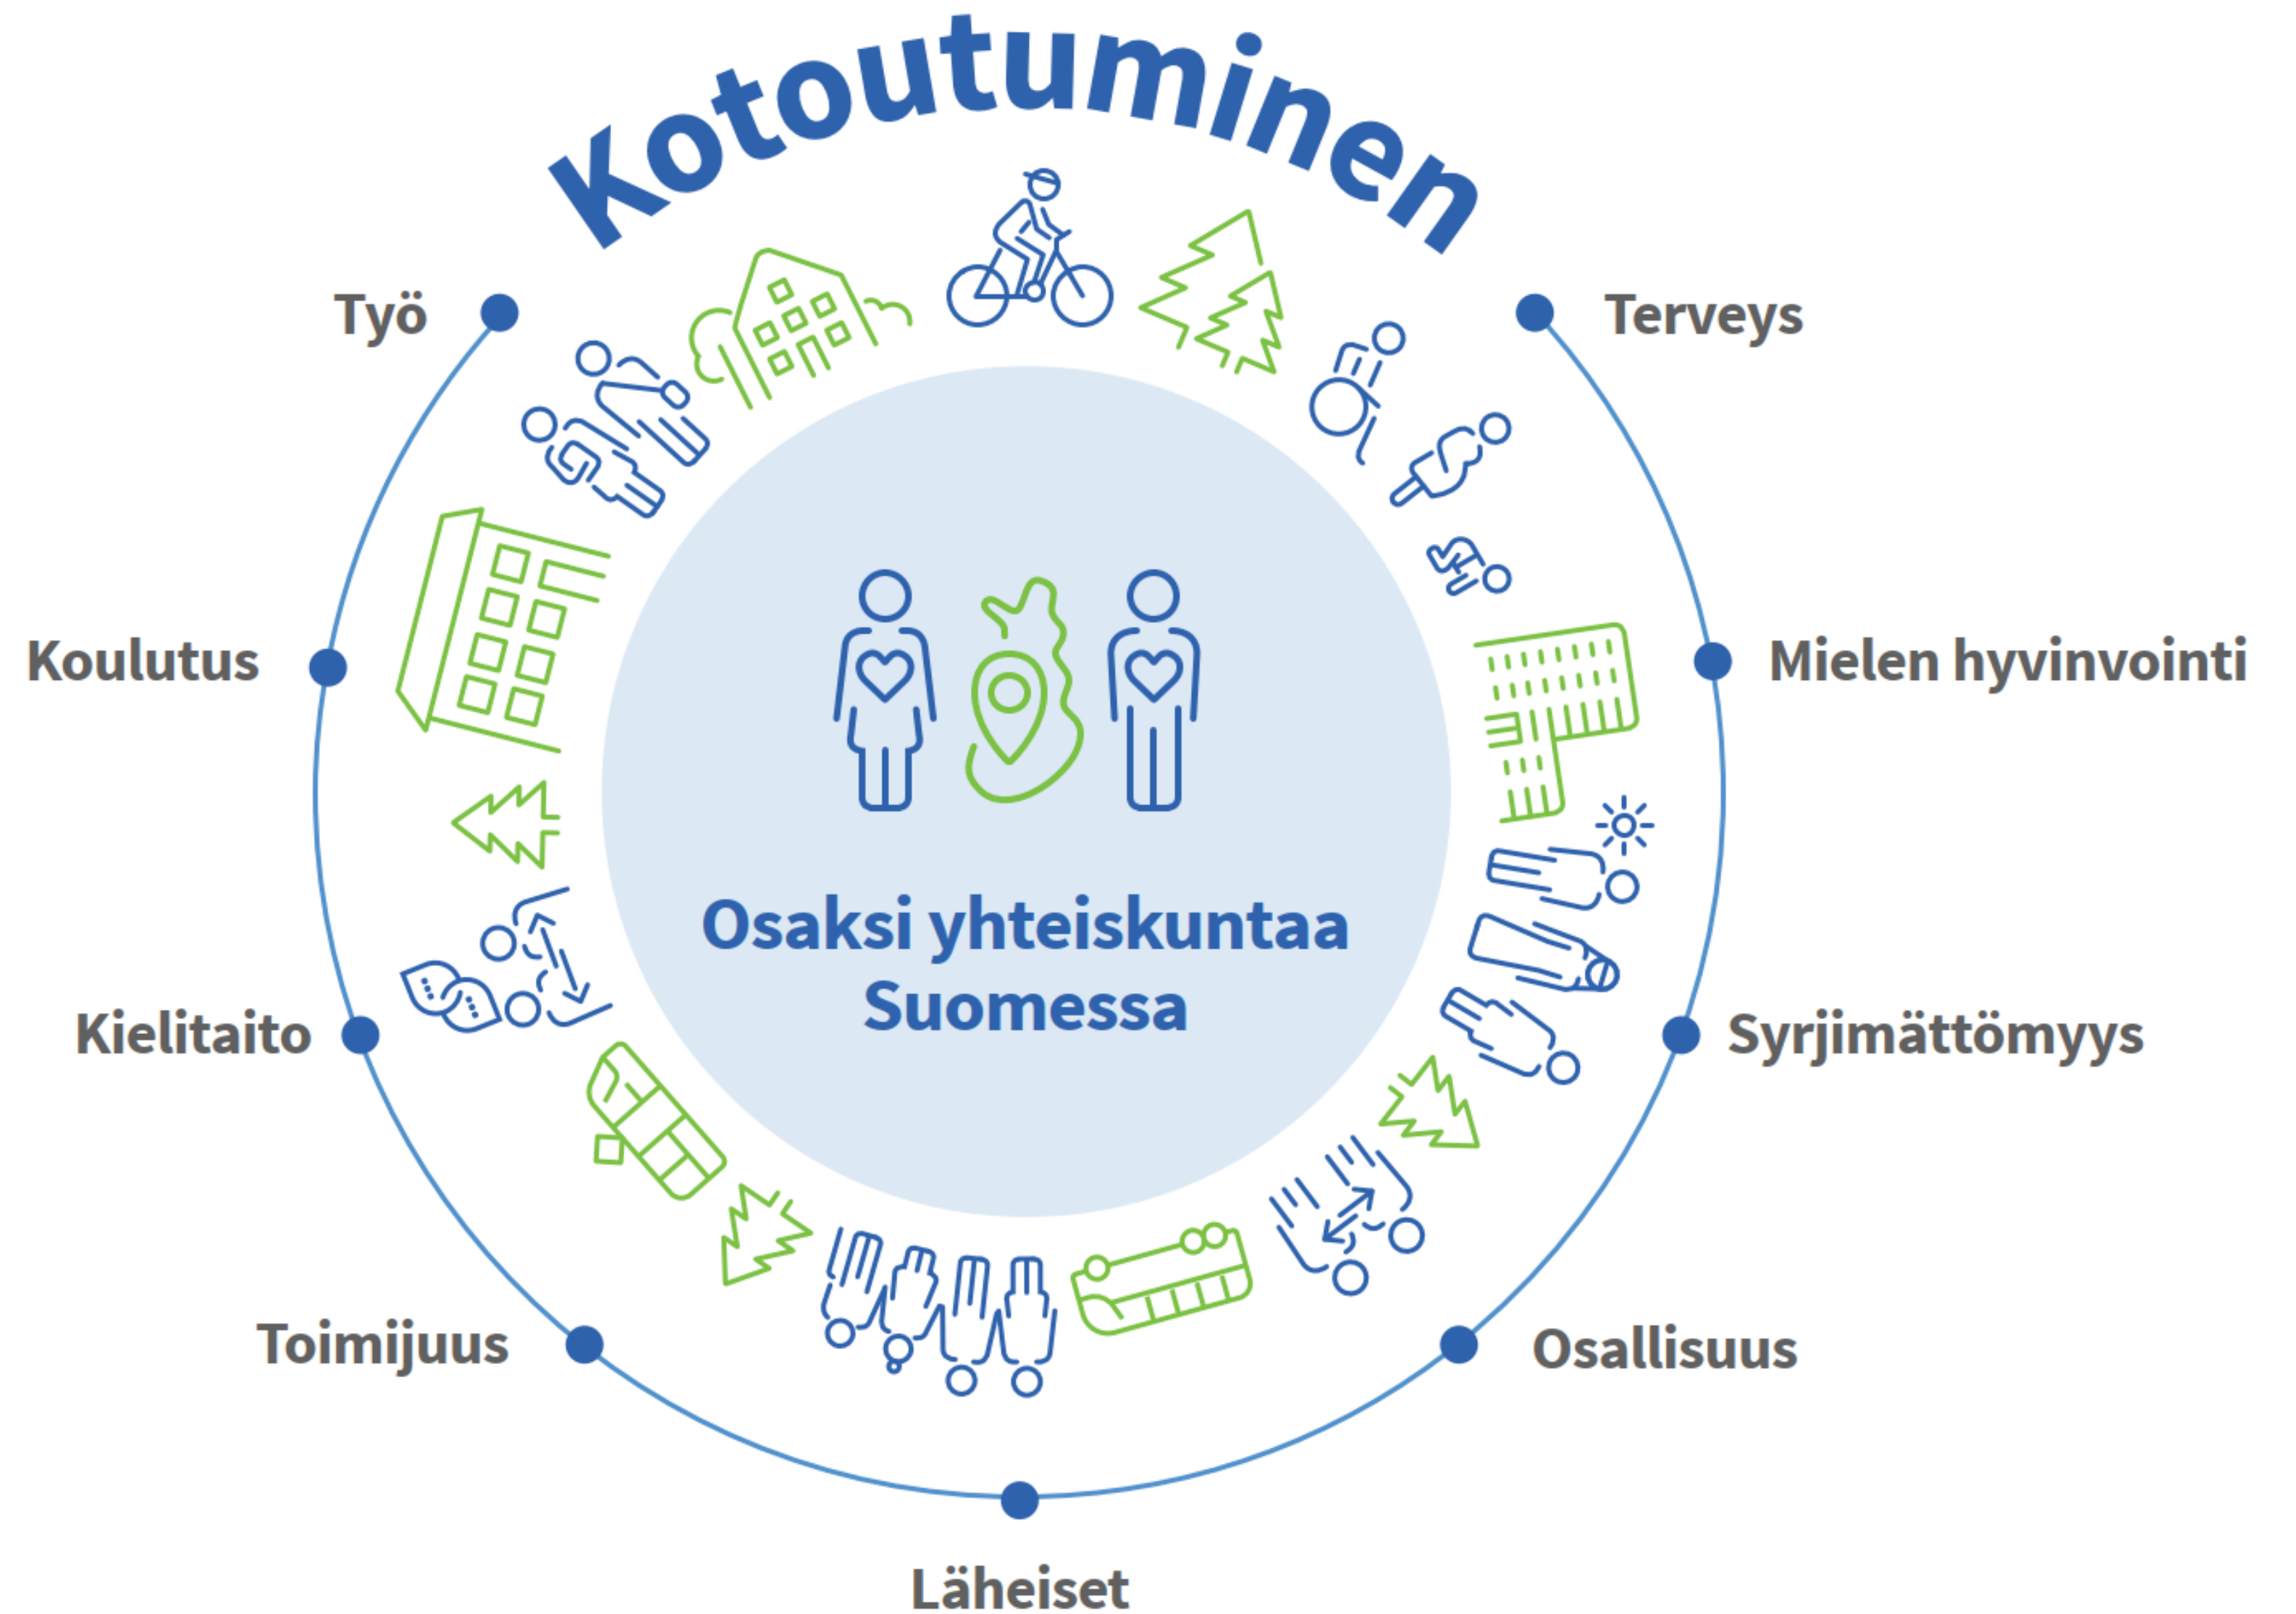 Kotoutuminen
Työ
Terveys
Koulutus
Mielen hyvinvointi
Osaksi yhteiskuntaa
Suomessa
Kielitaito
Syrjimättömyys
Toimijuus
Osallisuus
Läheiset